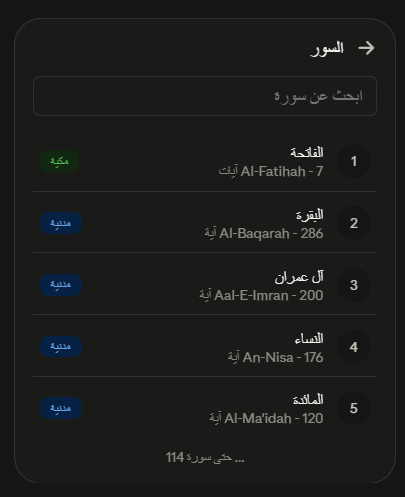 السور
ابحث عن سورة
1
الفاتحة
Al-Fatihah - 7 آيات
مكية
2
البقرة
Al-Baqarah - 286 آية
مدنية
3
آل عمران
Aal-E-Imran - 200 آية
مدنية
4
النساء
An-Nisa - 176 آية
مدنية
5
المائدة
Al-Ma'idah - 120 آية
مدنية
... حتى سورة 114